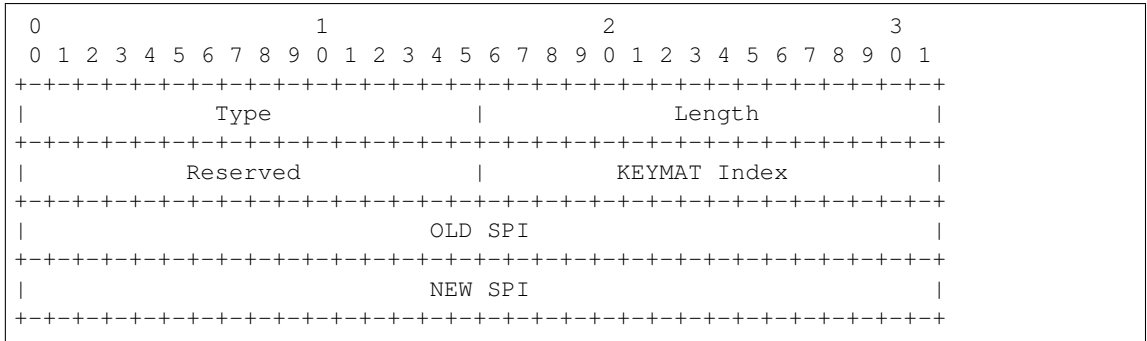 0                   1                   2                   3
 0 1 2 3 4 5 6 7 8 9 0 1 2 3 4 5 6 7 8 9 0 1 2 3 4 5 6 7 8 9 0 1
+-+-+-+-+-+-+-+-+-+-+-+-+-+-+-+-+-+-+-+-+-+-+-+-+-+-+-+-+-+-+-+-+
|             Type              |             Length            |
+-+-+-+-+-+-+-+-+-+-+-+-+-+-+-+-+-+-+-+-+-+-+-+-+-+-+-+-+-+-+-+-+
|           Reserved            |         KEYMAT Index          |
+-+-+-+-+-+-+-+-+-+-+-+-+-+-+-+-+-+-+-+-+-+-+-+-+-+-+-+-+-+-+-+-+
|                            OLD SPI                            |
+-+-+-+-+-+-+-+-+-+-+-+-+-+-+-+-+-+-+-+-+-+-+-+-+-+-+-+-+-+-+-+-+
|                            NEW SPI                            |
+-+-+-+-+-+-+-+-+-+-+-+-+-+-+-+-+-+-+-+-+-+-+-+-+-+-+-+-+-+-+-+-+